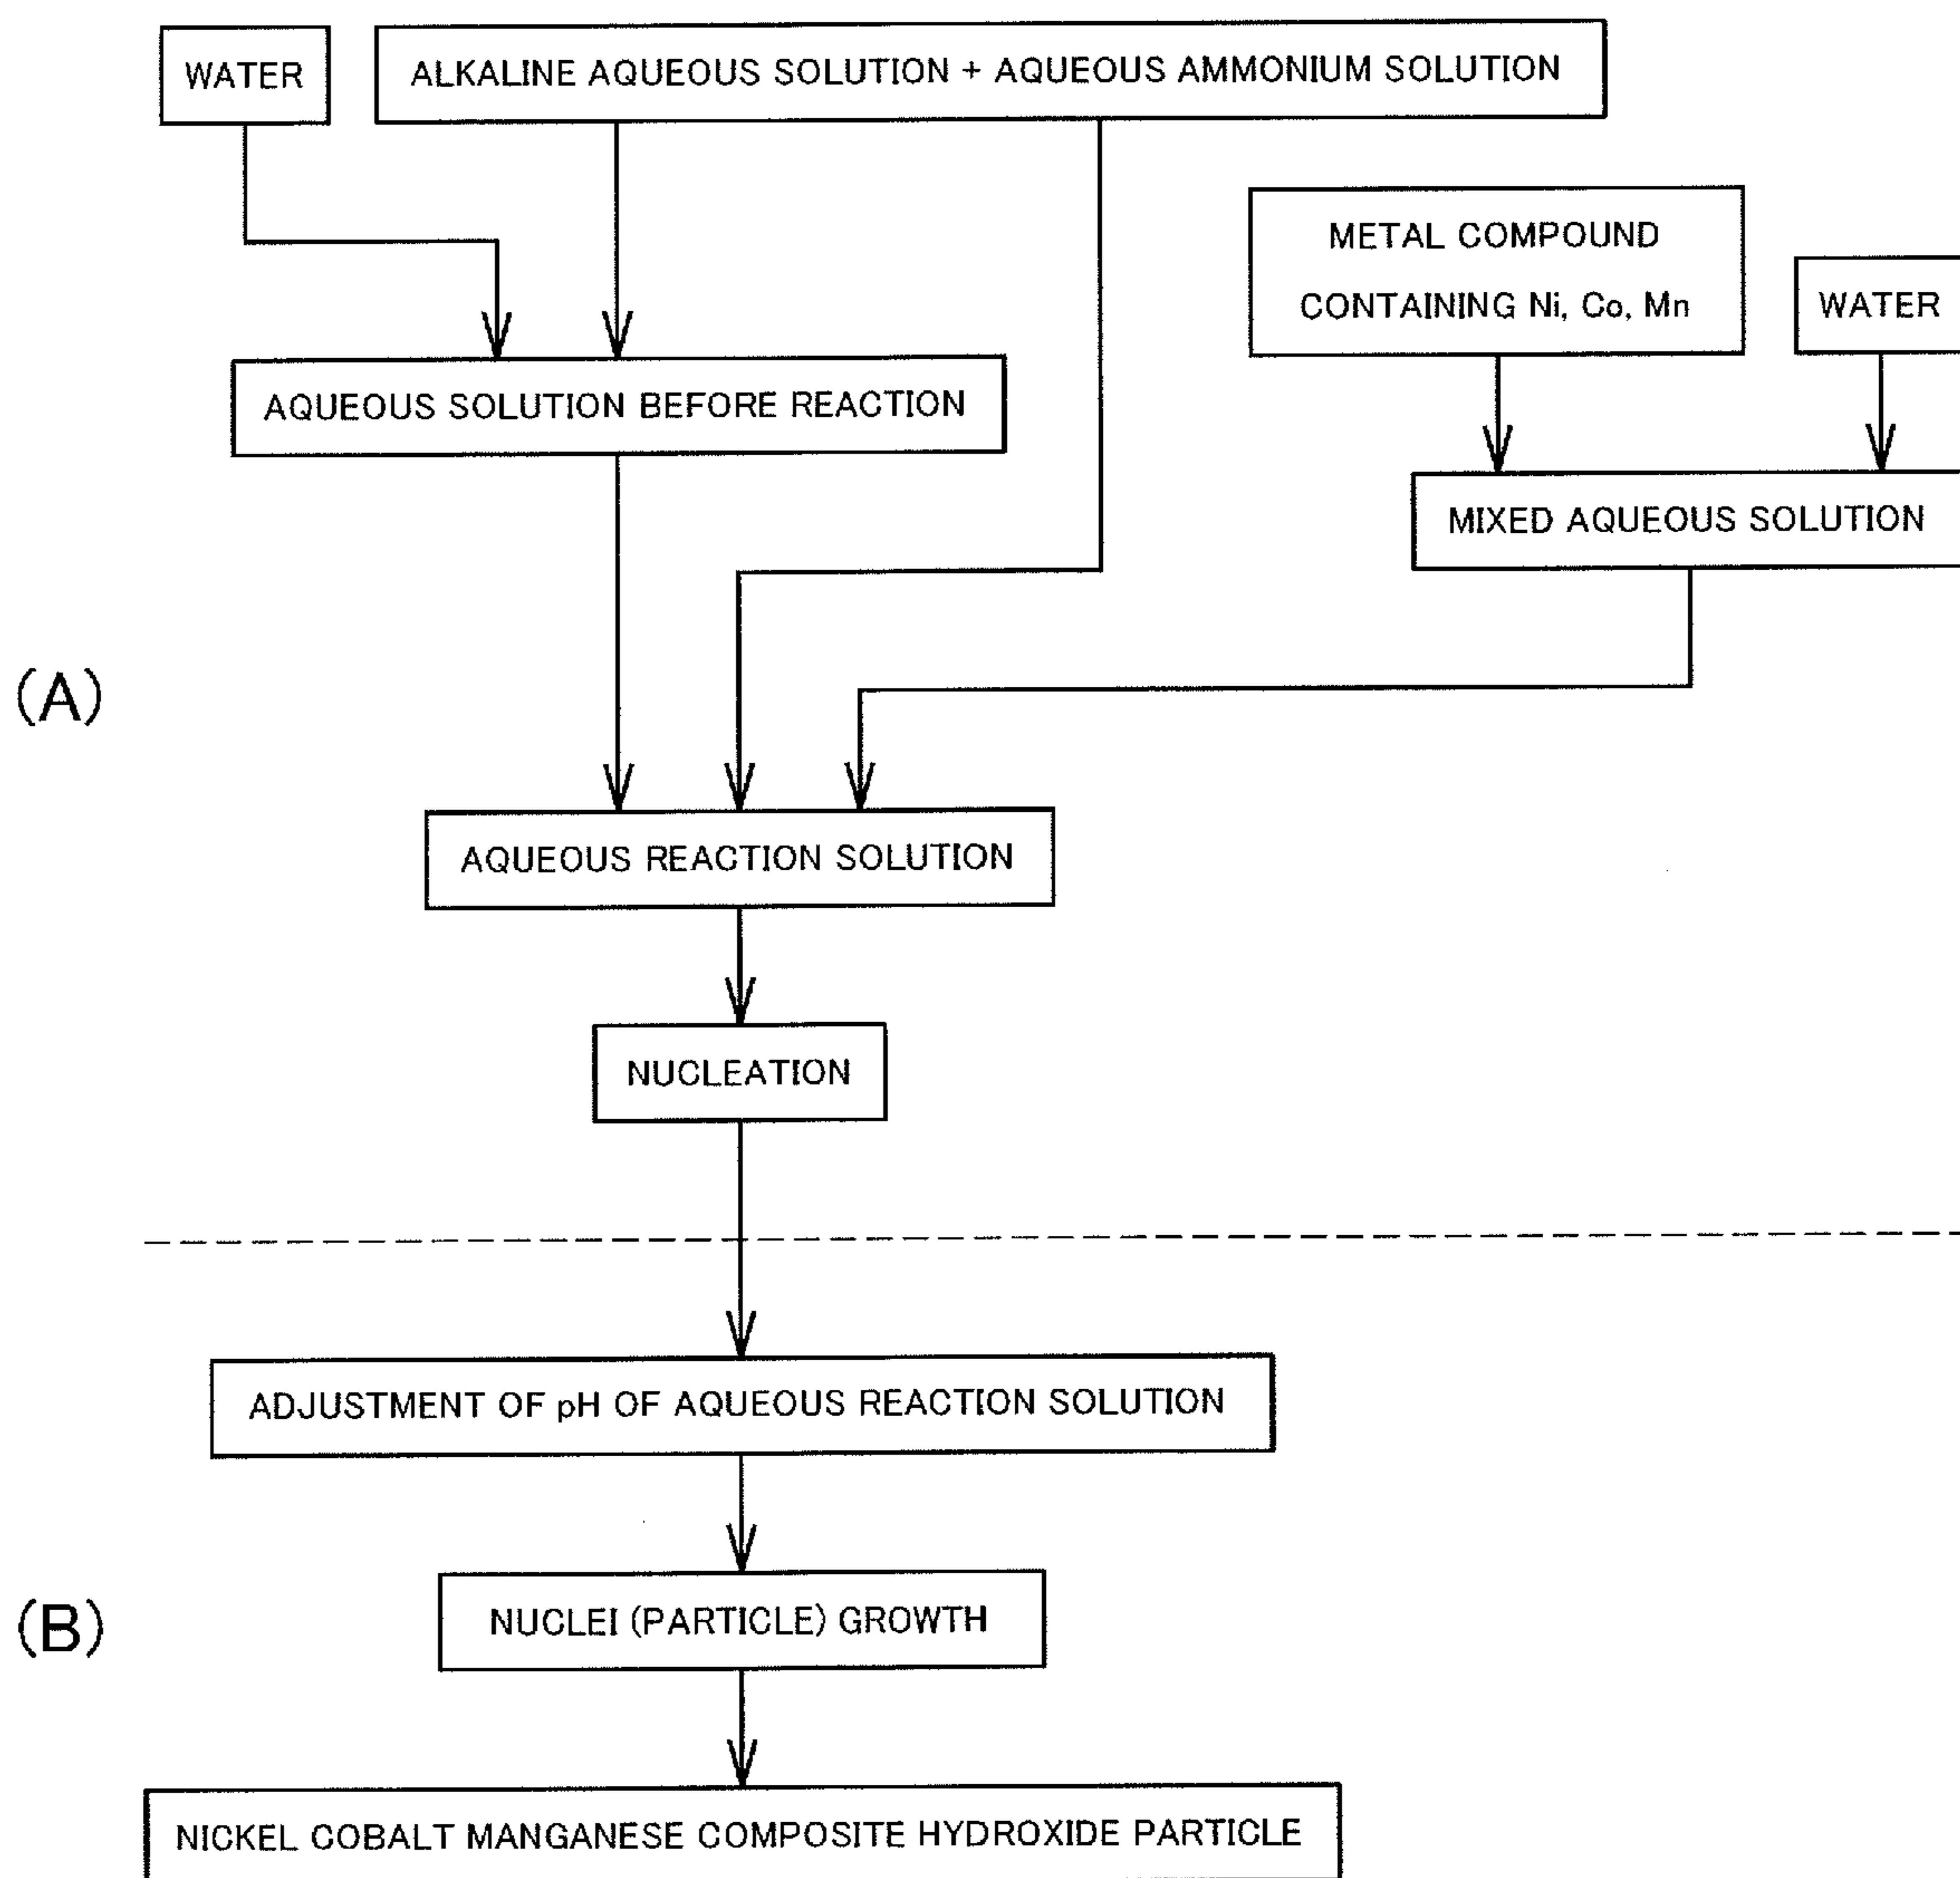 WATER
ALKALINE AQUEOUS SOLUTION + AQUEOUS AMMONIUM SOLUTION
METAL COMPOUND
CONTAINING Ni, Co, Mn
WATER
AQUEOUS SOLUTION BEFORE REACTION
MIXED AQUEOUS SOLUTION
(A)
AQUEOUS REACTION SOLUTION
NUCLEATION
ADJUSTMENT OF pH OF AQUEOUS REACTION SOLUTION
(B)
NUCLEI (PARTICLE) GROWTH
NICKEL COBALT MANGANESE COMPOSITE HYDROXIDE PARTICLE